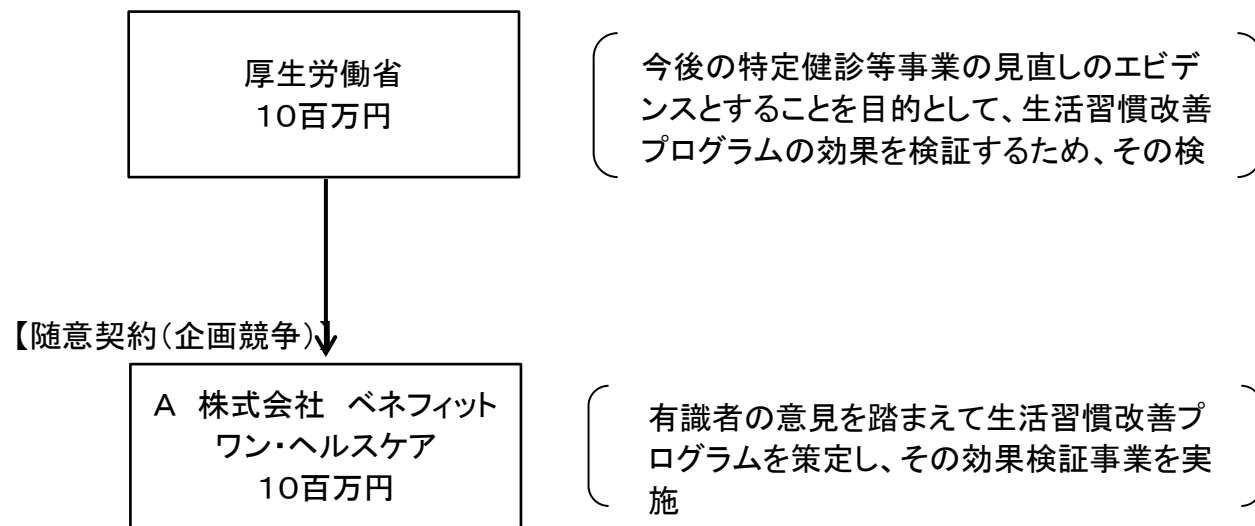 厚生労働省
10百万円
今後の特定健診等事業の見直しのエビデ
ンスとすることを目的として、生活習慣改善
プログラムの効果を検証するため、その検
【随意契約(企画競争)】
A 株式会社 ベネフィット
ワン・ヘルスケア
10百万円
有識者の意見を踏まえて生活習慣改善プ
ログラムを策定し、その効果検証事業を実
施